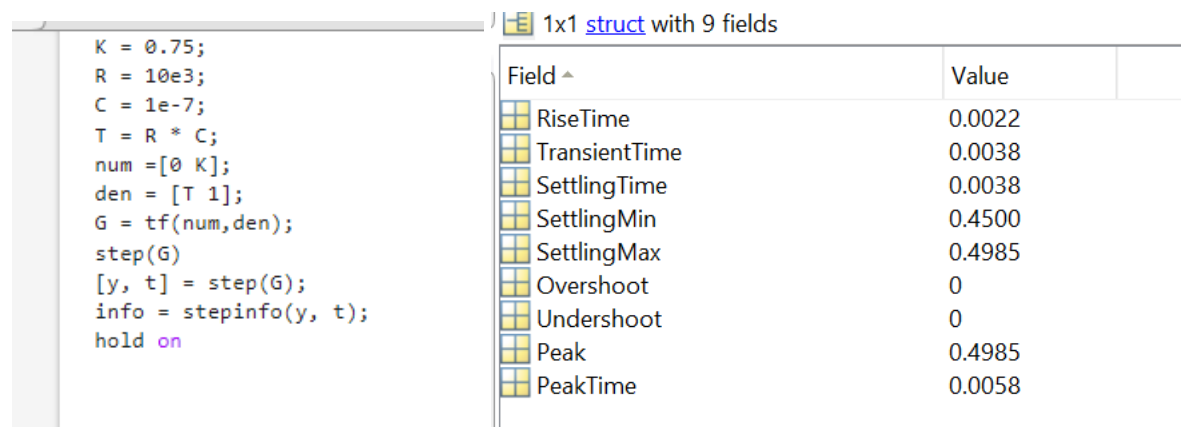 K = 0.75;
R = 10e3;
C = 1e-7;
T = R * C;
num =[0 K];
den = [T 1];
G = tf(num,den);
step(G)
[y, t] = step(G);
info = stepinfo(y, t);
hold on
1x1 struct with 9 fields
Field Value
RiseTime 0.0022
TransientTime 0.0038
SettlingTime 0.0038
SettlingMin 0.4500
SettlingMax 0.4985
Overshoot 0
Undershoot 0
Peak 0.4985
PeakTime 0.0058